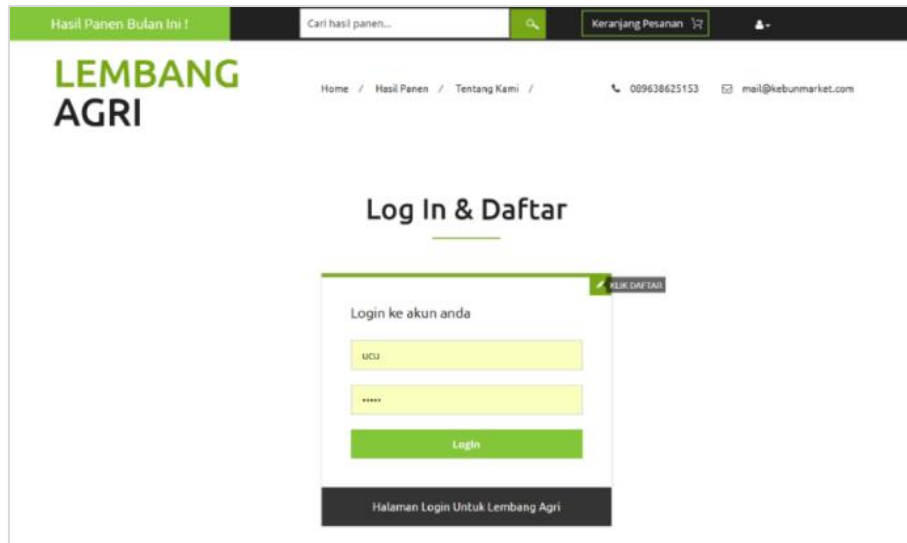 Hasil Panen Bulan Ini !
Cari hasil panen...
Keranjang Pesanan
LEMBANG
AGRI
Home / Hasil Panen / Tentang Kami /
089638625153
mail@kebunmarket.com
Log In & Daftar
KLIK DAFTAR
Login ke akun anda
ucu
•••••
Login
Halaman Login Untuk Lembang Agri